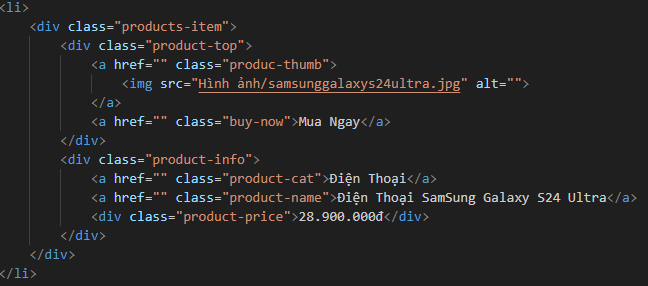 <li>
<div class="products-item">
<div class="product-top">
<a href="" class="produc-thumb">
<img src="Hình ảnh/samsunggalaxys24ultra.jpg" alt="">
</a>
<a href="" class="buy-now">Mua Ngay</a>
</div>
<div class="product-info">
<a href="" class="product-cat">Điện Thoại</a>
<a href="" class="product-name">Điện Thoại SamSung Galaxy S24 Ultra</a>
<div class="product-price">28.900.000đ</div>
</div>
</div>
</li>